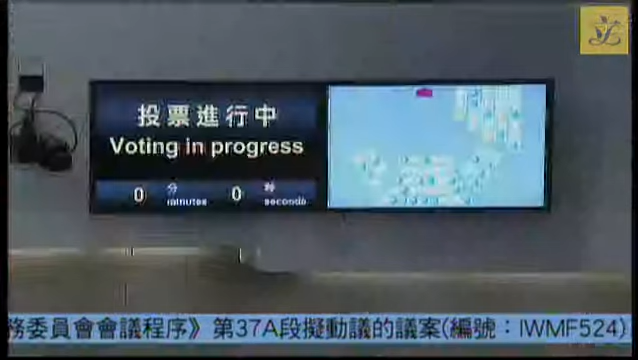 立
投票進行中
Voting in progress
0 分 minutes 0 秒 seconds
務委員會會議程序》第37A段擬動議的議案(編號：IWMF524)